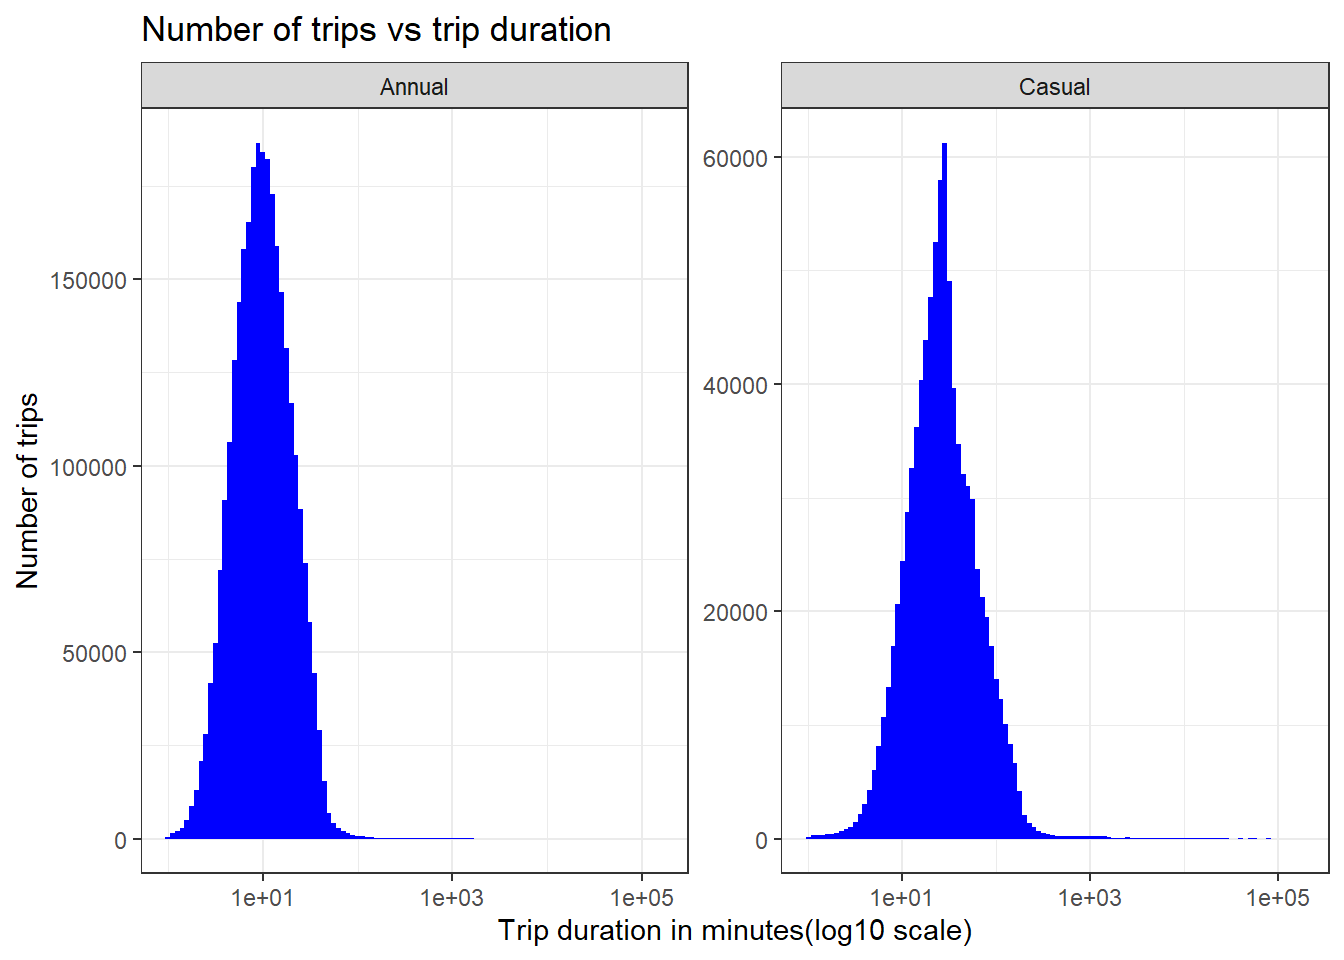 Number of trips vs trip duration
Annual
Casual
Number of trips
150000
100000
50000
0
60000
40000
20000
0
1e+01
1e+03
1e+05
1e+01
1e+03
1e+05
Trip duration in minutes(log10 scale)